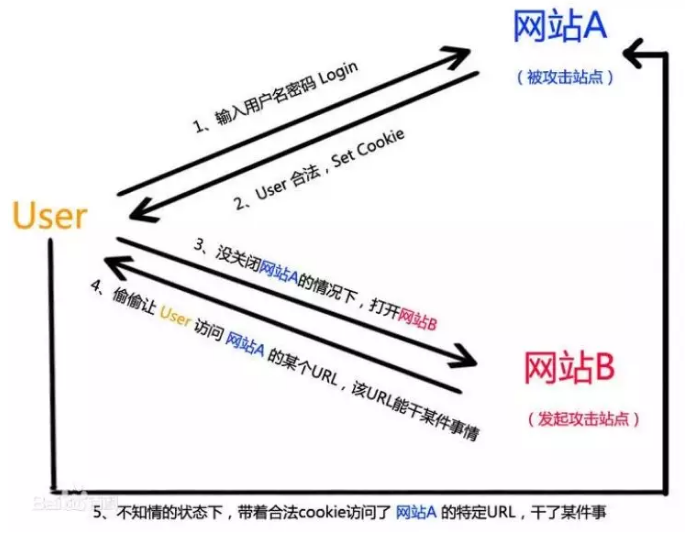 网站A
（被攻击站点）
1、输入用户名密码 Login
2、User 合法，Set Cookie
User
3、没关闭网站A的情况下，打开网站B
4、偷偷让 User 访问 网站A 的某个URL，该URL能干某件事情
网站B
（发起攻击站点）
5、不知情的状态下，带着合法cookie访问了 网站A 的特定URL，干了某件事